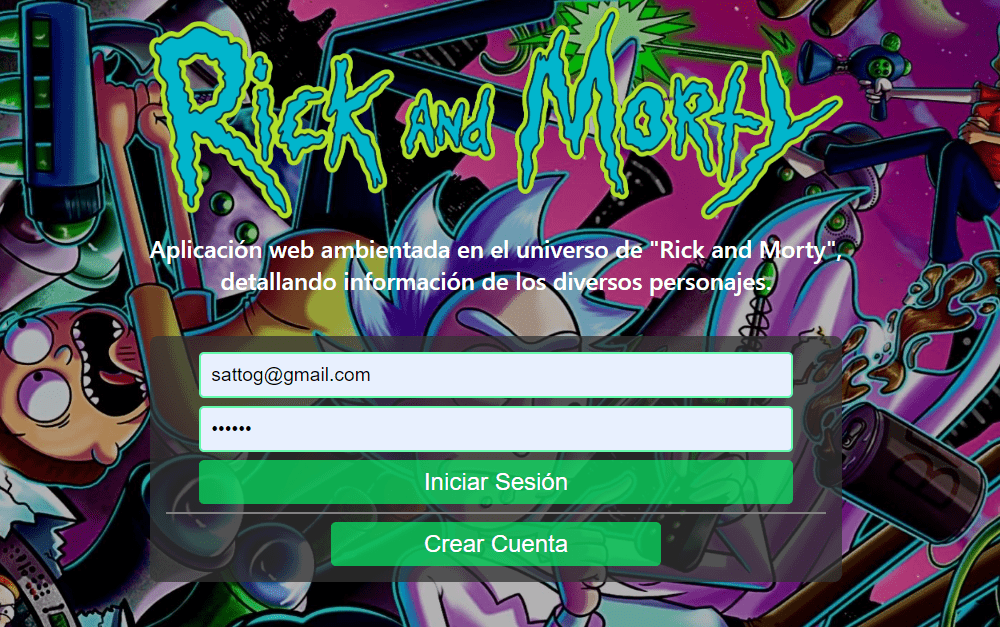 Rick and Morty
Aplicación web ambientada en el universo de "Rick and Morty",
detallando información de los diversos personajes.
sattog@gmail.com
••••••
Iniciar Sesión
Crear Cuenta